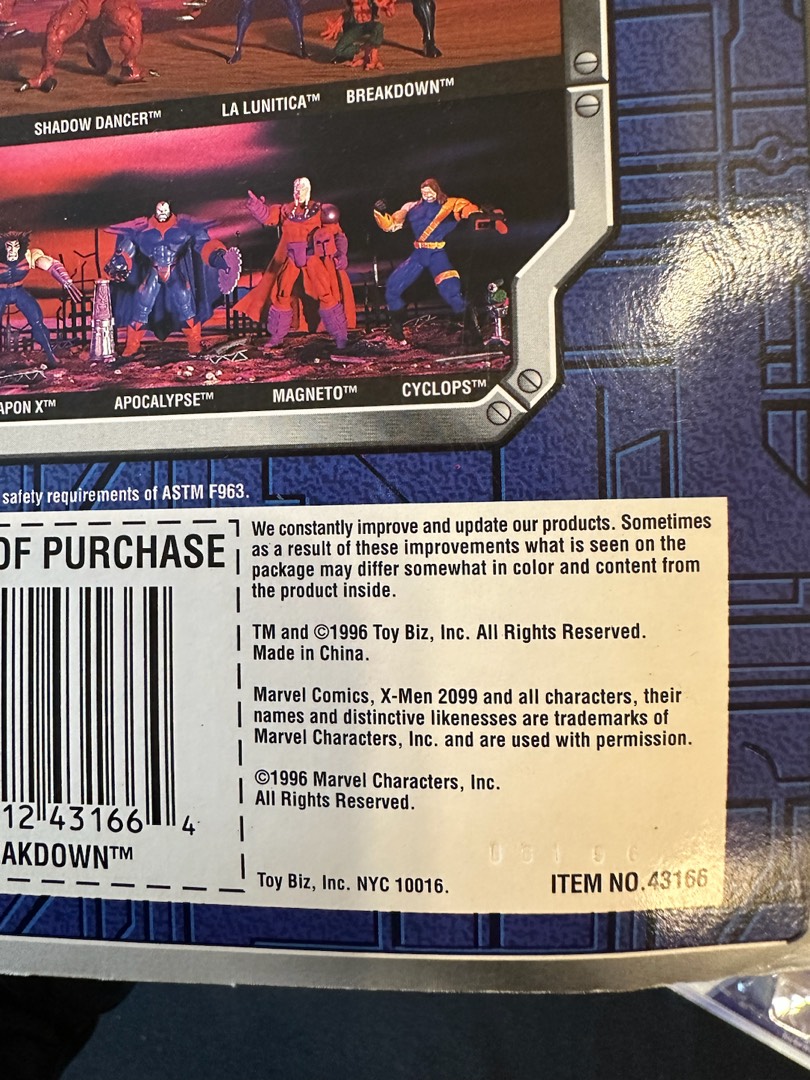 SHADOW DANCER™
LA LUNITICA™
BREAKDOWN™
APON X™
APOCALYPSE™
MAGNETO™
CYCLOPS™
safety requirements of ASTM F963.
OF PURCHASE
12 43166 4
AKDOWN™
We constantly improve and update our products. Sometimes
as a result of these improvements what is seen on the
package may differ somewhat in color and content from
the product inside.
TM and ©1996 Toy Biz, Inc. All Rights Reserved.
Made in China.
Marvel Comics, X-Men 2099 and all characters, their
names and distinctive likenesses are trademarks of
Marvel Characters, Inc. and are used with permission.
©1996 Marvel Characters, Inc.
All Rights Reserved.
Toy Biz, Inc. NYC 10016.
ITEM NO.43166